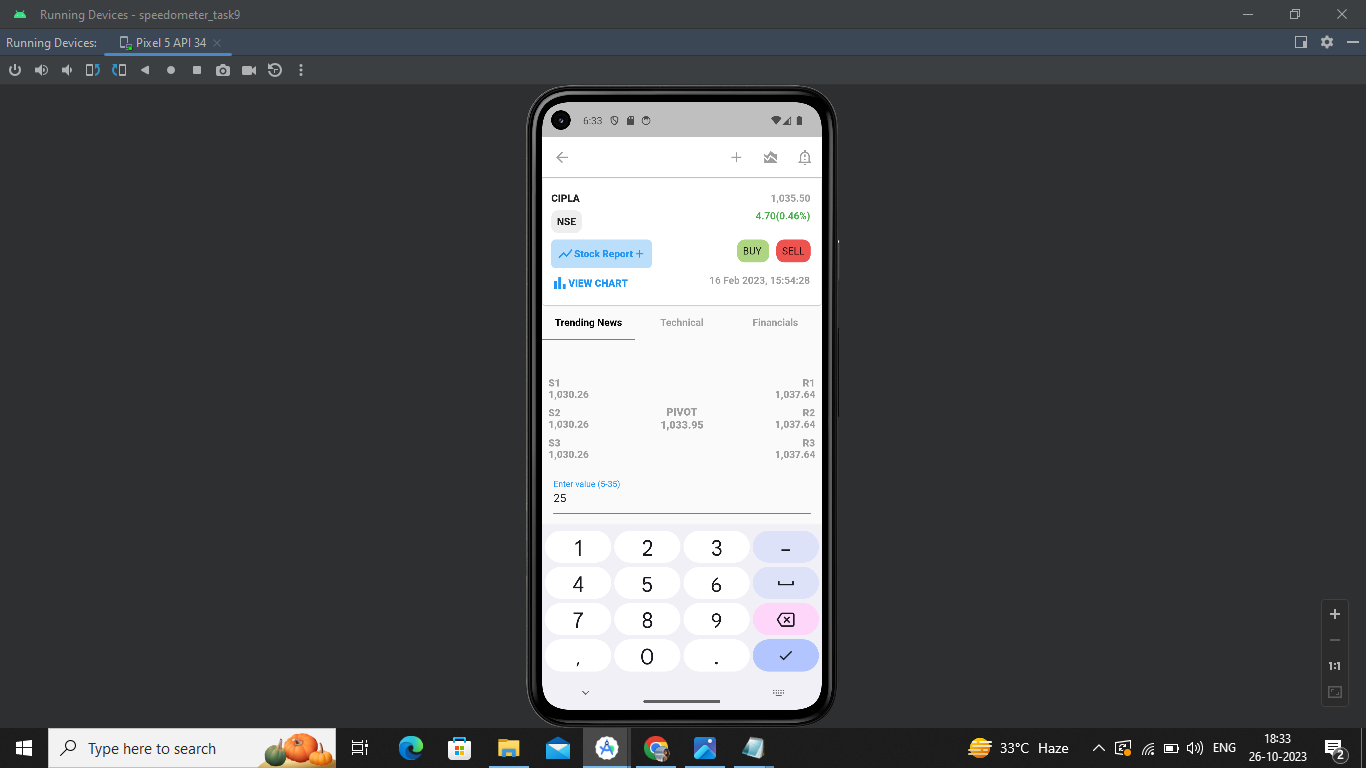 Running Devices - speedometer_task9
Running Devices: Pixel 5 API 34
6:33
CIPLA 1,035.50
NSE 4.70(0.46%)
Stock Report + BUY SELL
VIEW CHART 16 Feb 2023, 15:54:28
Trending News Technical Financials
S1 R1
1,030.26 1,037.64
S2 PIVOT R2
1,030.26 1,033.95 1,037.64
S3 R3
1,030.26 1,037.64
Enter value (5-35)
25
1 2 3 -
4 5 6
7 8 9
, 0 .
1:1
Type here to search
33°C Haze
ENG
18:33
26-10-2023
2